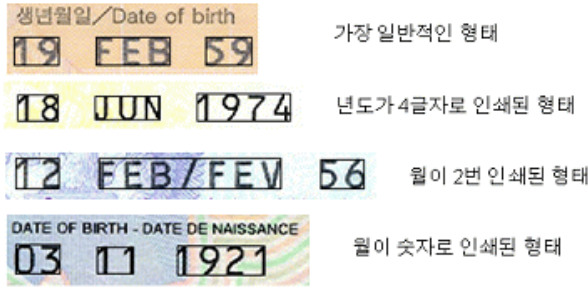 생년월일/Date of birth
19 FEB 59
가장 일반적인 형태
18 JUN 1974
년도가 4글자로 인쇄된 형태
12 FEB/FEV 56
월이 2번 인쇄된 형태
DATE OF BIRTH - DATE DE NAISSANCE
03 11 1921
월이 숫자로 인쇄된 형태